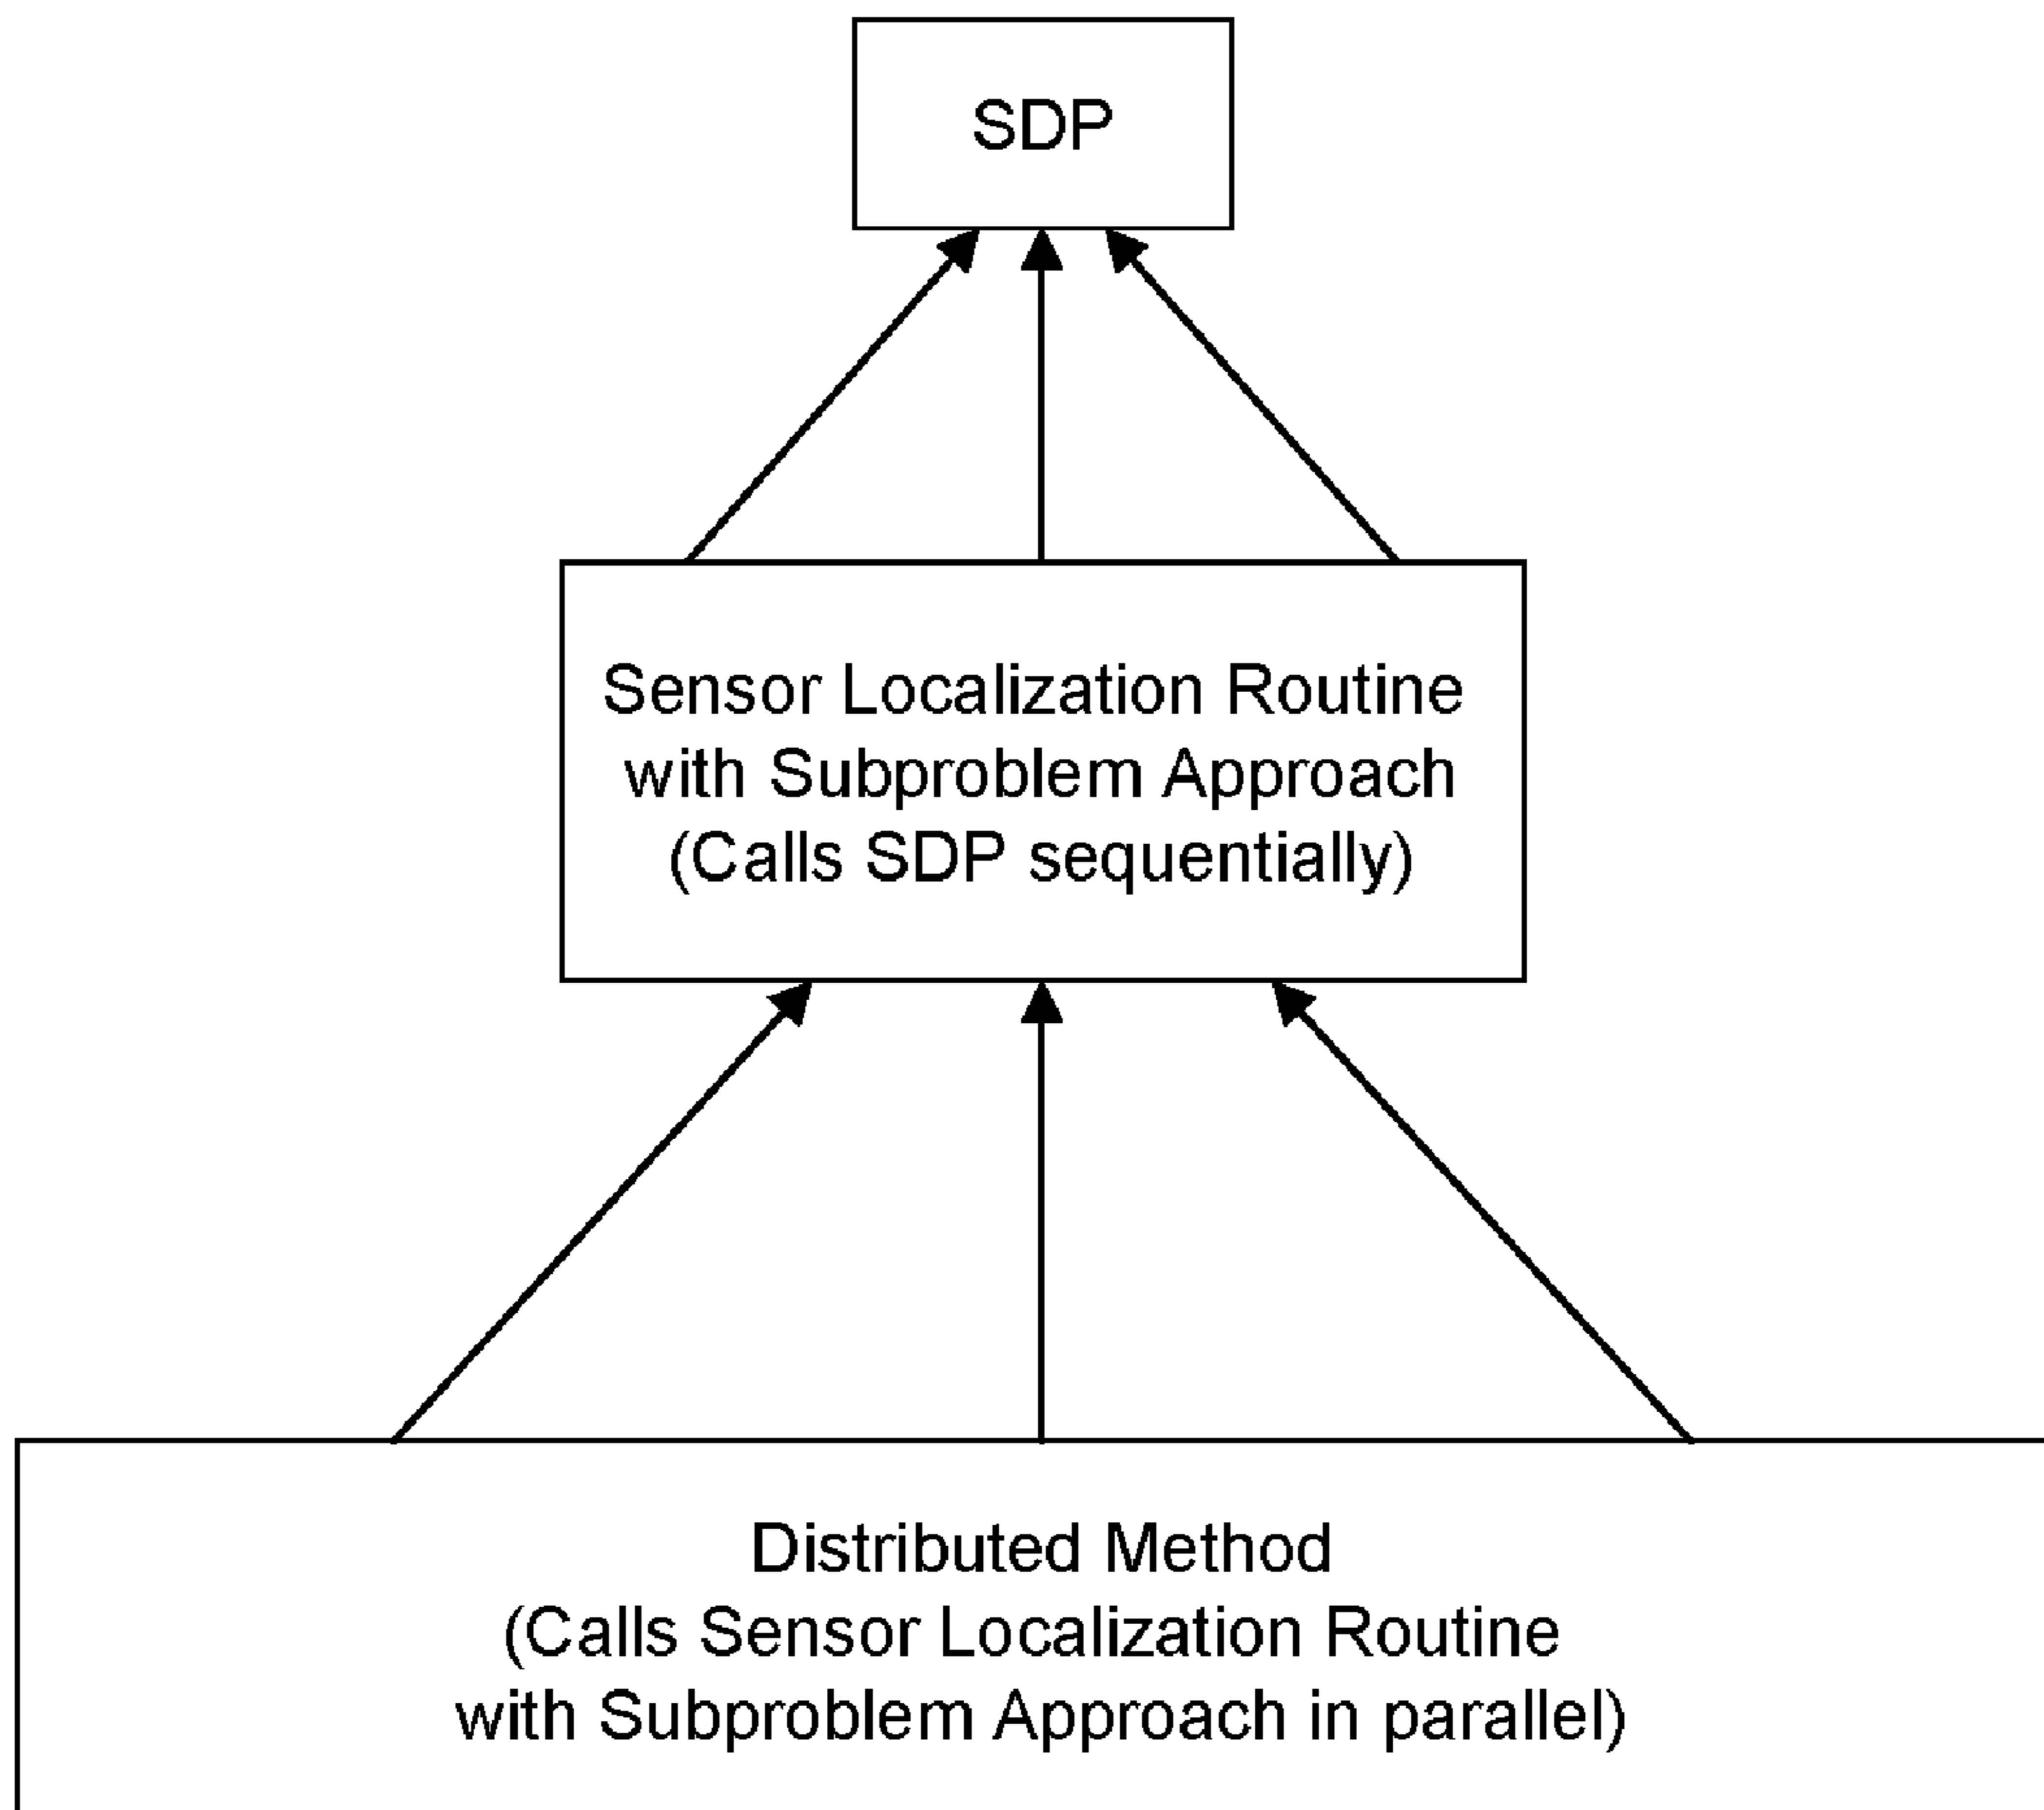 SDP
Sensor Localization Routine
with Subproblem Approach
(Calls SDP sequentially)
Distributed Method
(Calls Sensor Localization Routine
with Subproblem Approach in parallel)